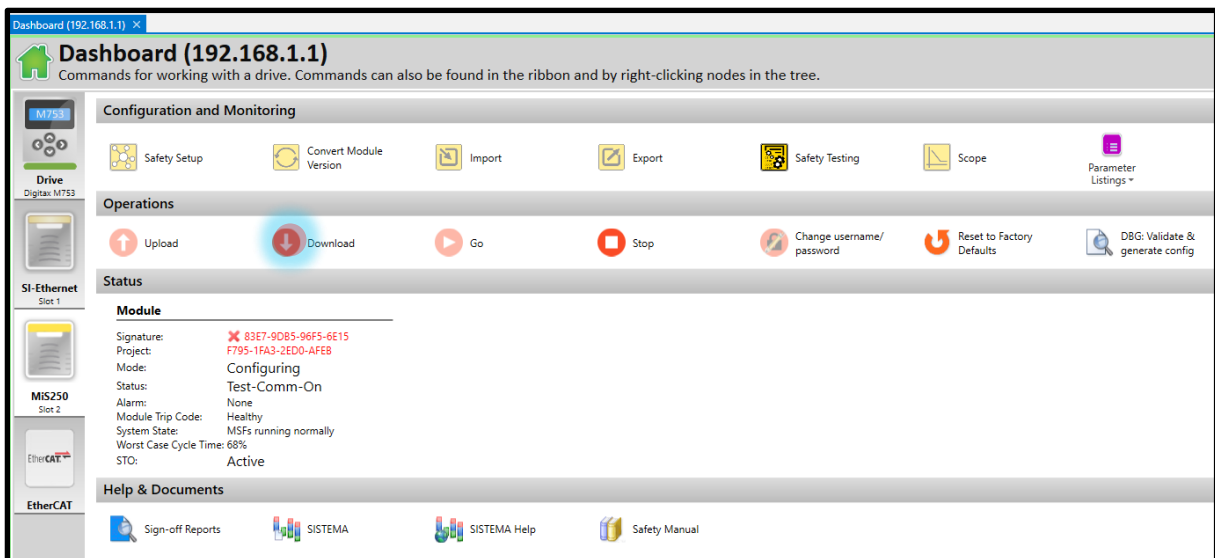 Dashboard (192.168.1.1) ×
Dashboard (192.168.1.1)
Commands for working with a drive. Commands can also be found in the ribbon and by right-clicking nodes in the tree.
M753
Drive
Digitax M753
SI-Ethernet
Slot 1
MiS250
Slot 2
EtherCAT
EtherCAT
Configuration and Monitoring
Safety Setup
Convert Module
Version
Import
Export
Safety Testing
Scope
Parameter
Listings
Operations
Upload
Download
Go
Stop
Change username/
password
Reset to Factory
Defaults
DBG: Validate &
generate config
Status
Module
Signature: 83E7-9DB5-96F5-6E15
Project: F795-1FA3-2ED0-AFEB
Mode: Configuring
Status: Test-Comm-On
Alarm: None
Module Trip Code: Healthy
System State: MSFs running normally
Worst Case Cycle Time: 68%
STO: Active
Help & Documents
Sign-off Reports
SISTEMA
SISTEMA Help
Safety Manual